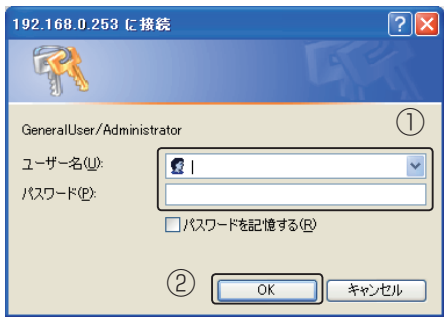 192.168.0.253 に接続
①
GeneralUser/Administrator
ユーザー名(U):
パスワード(P):
パスワードを記憶する(R)
②
OK
キャンセル